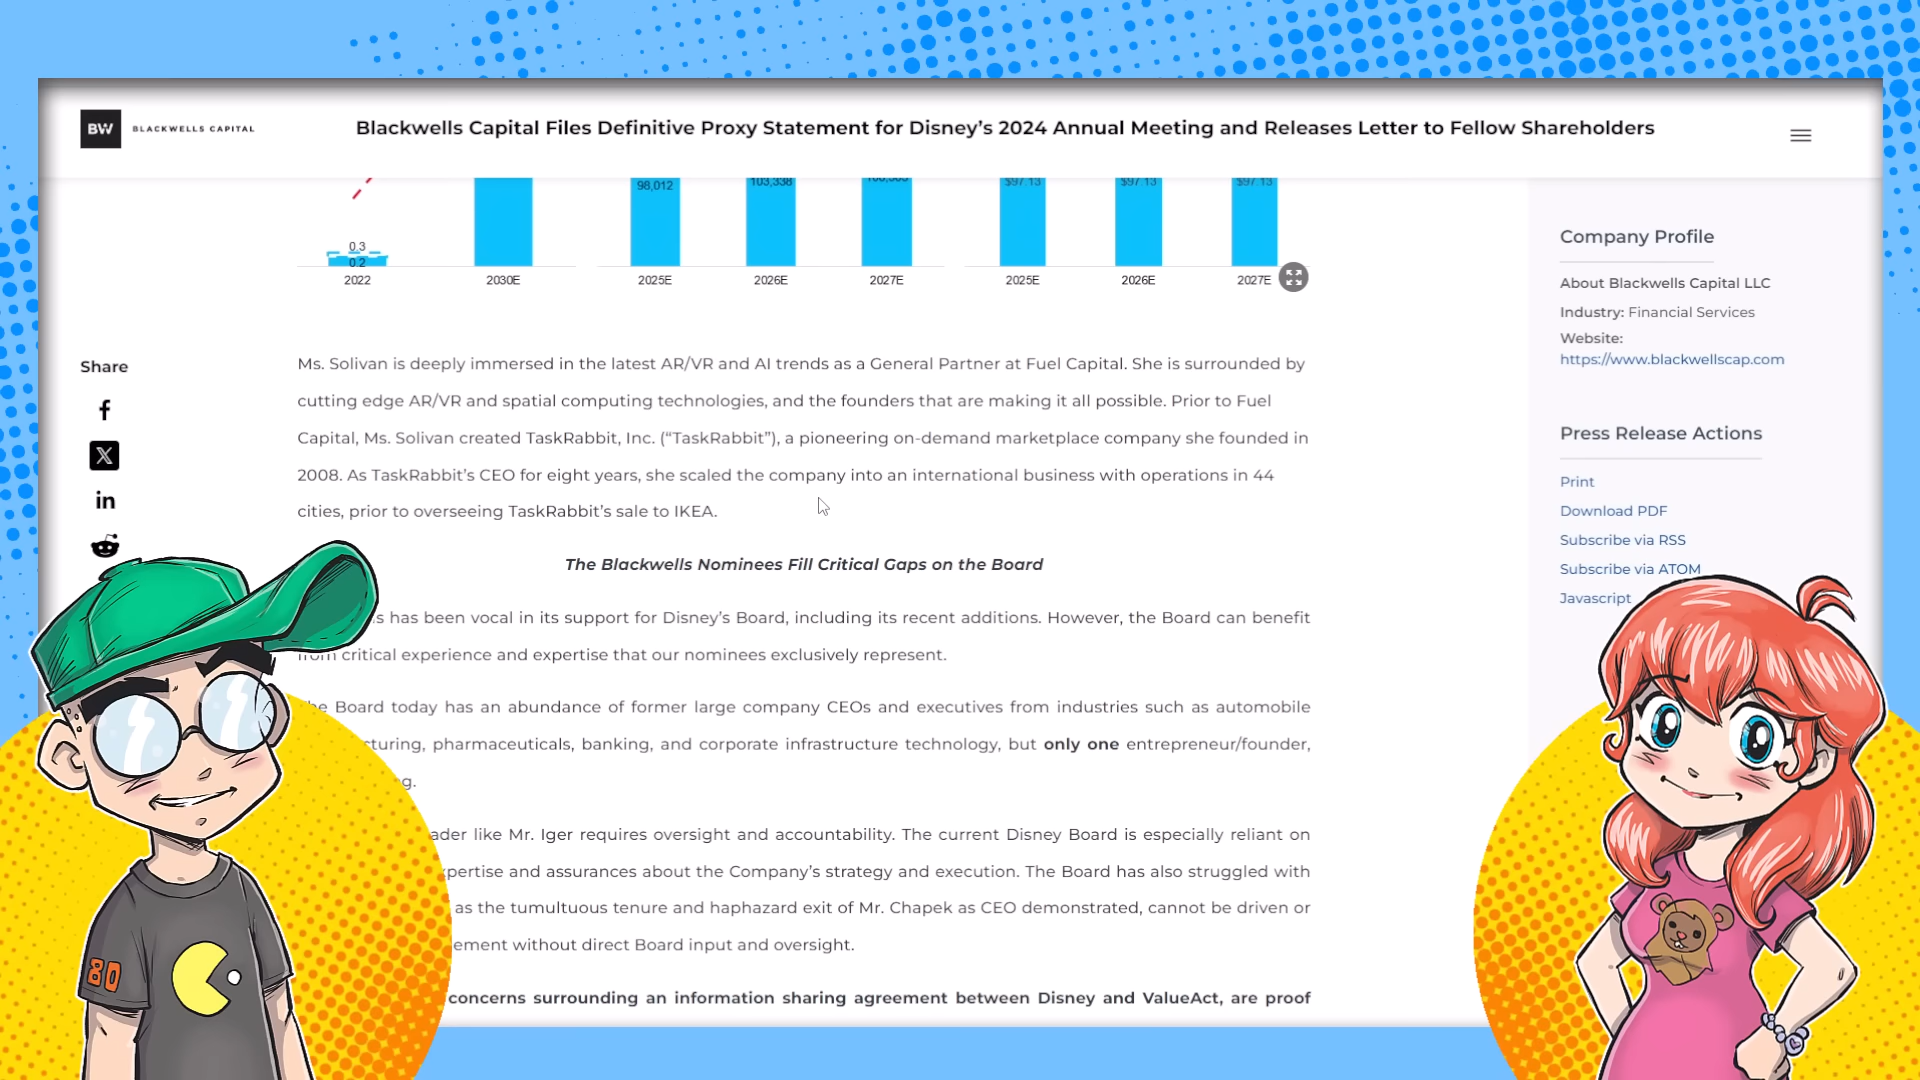 BW BLACKWELLS CAPITAL
Blackwells Capital Files Definitive Proxy Statement for Disney's 2024 Annual Meeting and Releases Letter to Fellow Shareholders
98,012 103,338 $97.13 $97.13 $97.13
0.3
0.2
2022 2030E 2025E 2026E 2027E 2025E 2026E 2027E
Share
Ms. Solivan is deeply immersed in the latest AR/VR and AI trends as a General Partner at Fuel Capital. She is surrounded by
cutting edge AR/VR and spatial computing technologies, and the founders that are making it all possible. Prior to Fuel
Capital, Ms. Solivan created TaskRabbit, Inc. (“TaskRabbit”), a pioneering on-demand marketplace company she founded in
2008. As TaskRabbit’s CEO for eight years, she scaled the company into an international business with operations in 44
cities, prior to overseeing TaskRabbit’s sale to IKEA.
The Blackwells Nominees Fill Critical Gaps on the Board
has been vocal in its support for Disney’s Board, including its recent additions. However, the Board can benefit
from critical experience and expertise that our nominees exclusively represent.
Board today has an abundance of former large company CEOs and executives from industries such as automobile
pharmaceuticals, banking, and corporate infrastructure technology, but only one entrepreneur/founder,
like Mr. Iger requires oversight and accountability. The current Disney Board is especially reliant on
and assurances about the Company’s strategy and execution. The Board has also struggled with
as the tumultuous tenure and haphazard exit of Mr. Chapek as CEO demonstrated, cannot be driven or
without direct Board input and oversight.
concerns surrounding an information sharing agreement between Disney and ValueAct, are proof
Company Profile
About Blackwells Capital LLC
Industry: Financial Services
Website:
https://www.blackwellscap.com
Press Release Actions
Print
Download PDF
Subscribe via RSS
Subscribe via ATOM
Javascript
80